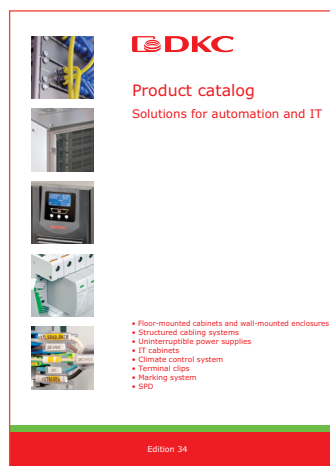 DKC
Product catalog
Solutions for automation and IT
• Floor-mounted cabinets and wall-mounted enclosures
• Structured cabling systems
• Uninterruptible power supplies
• IT cabinets
• Climate control system
• Terminal clips
• Marking system
• SPD
Edition 34